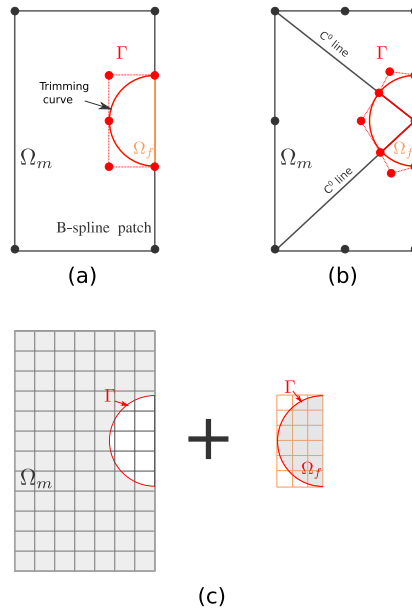 Γ
Trimming
curve
Ω_f
Ω_m
B-spline patch
(a)
C⁰ line
Γ
Ω_f
Ω_m
C⁰ line
(b)
Γ
Ω_m
Γ
Ω_f
(c)